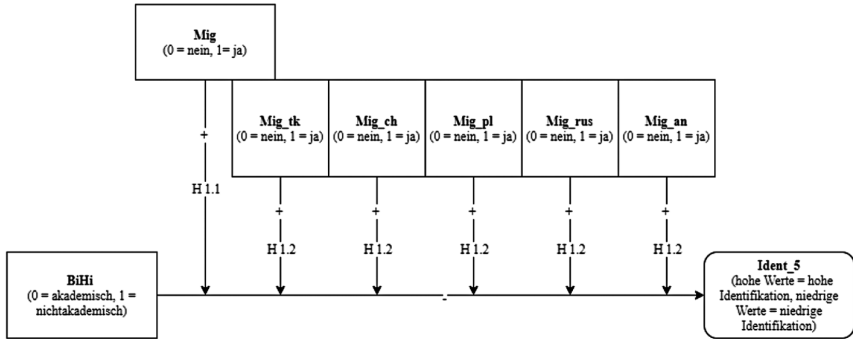 Mig
(0 = nein, 1= ja)
Mig_tk
(0 = nein, 1 = ja)
Mig_ch
(0 = nein, 1 = ja)
Mig_pl
(0 = nein, 1 = ja)
Mig_rus
(0 = nein, 1 = ja)
Mig_an
(0 = nein, 1 = ja)
+
H 1.1
+
H 1.2
+
H 1.2
+
H 1.2
+
H 1.2
+
H 1.2
BiHi
(0 = akademisch, 1 =
nichtakademisch)
-
Ident_5
(hohe Werte = hohe
Identifikation, niedrige
Werte = niedrige
Identifikation)